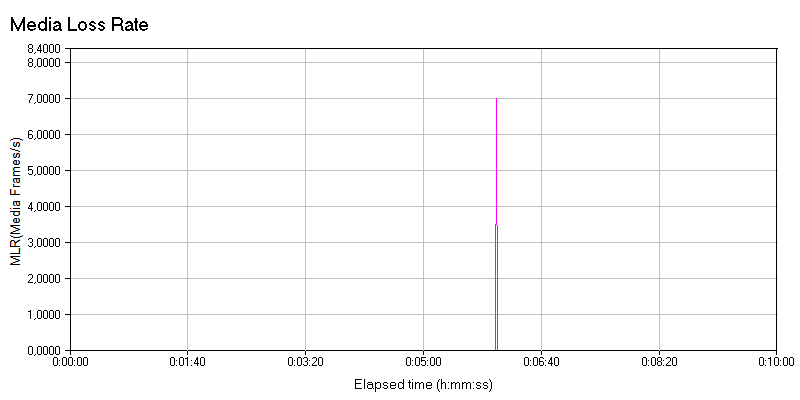 Media Loss Rate
8,4000
8,0000
7,0000
6,0000
5,0000
4,0000
3,0000
2,0000
1,0000
0,0000
MLR(Media Frames/s)
0:00:00 0:01:40 0:03:20 0:05:00 0:06:40 0:08:20 0:10:00
Elapsed time (h:mm:ss)